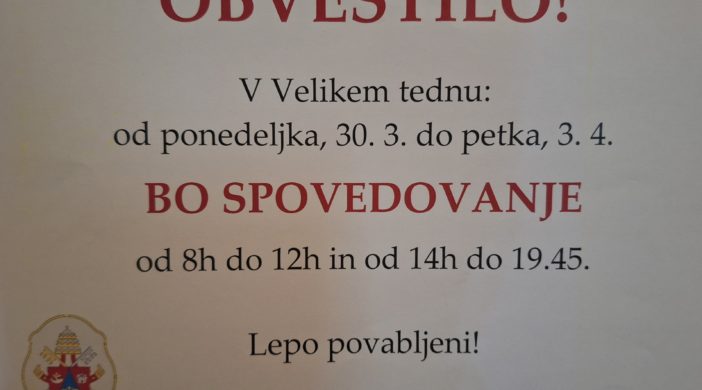 OBVESTILO!
V Velikem tednu:
od ponedeljka, 30. 3. do petka, 3. 4.
BO SPOVEDOVANJE
od 8h do 12h in od 14h do 19.45.
Lepo povabljeni!